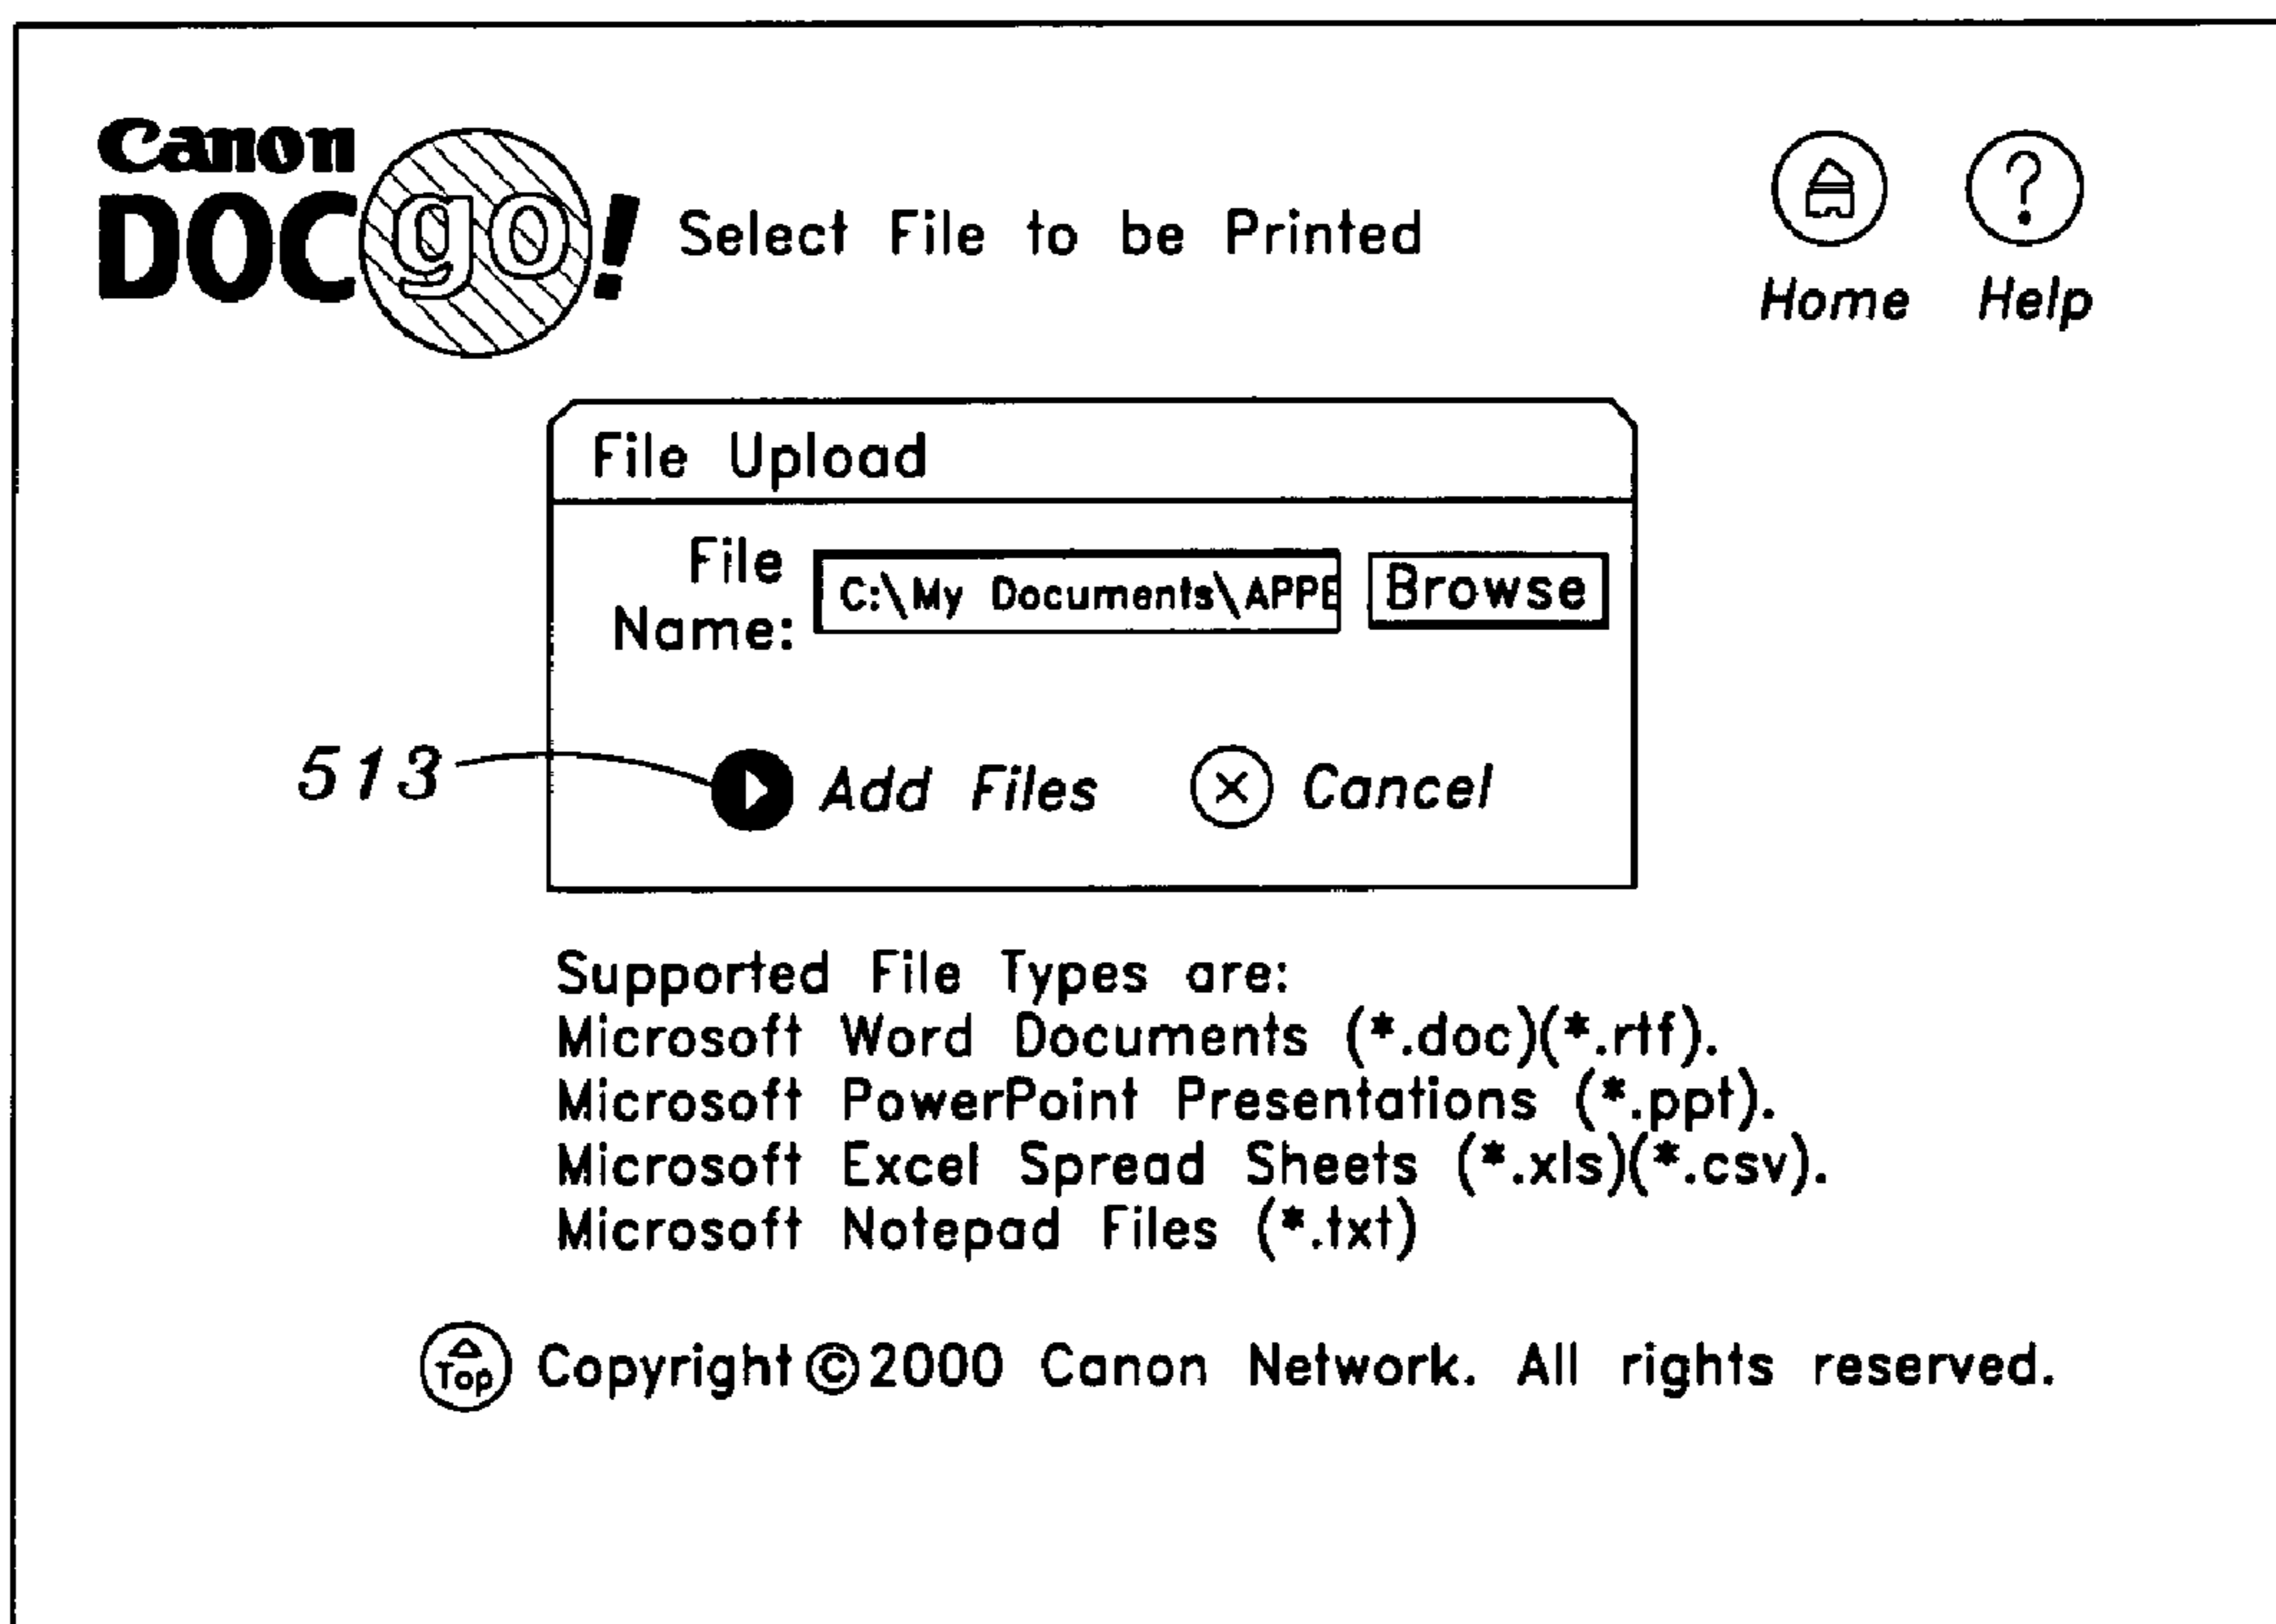 Canon
DOCgo! Select File to be Printed
Home Help
File Upload
File Name: C:\My Documents\APPE Browse
513 Add Files Cancel
Supported File Types are:
Microsoft Word Documents (*.doc)(*.rtf).
Microsoft PowerPoint Presentations (*.ppt).
Microsoft Excel Spread Sheets (*.xls)(*.csv).
Microsoft Notepad Files (*.txt)
Top Copyright©2000 Canon Network. All rights reserved.